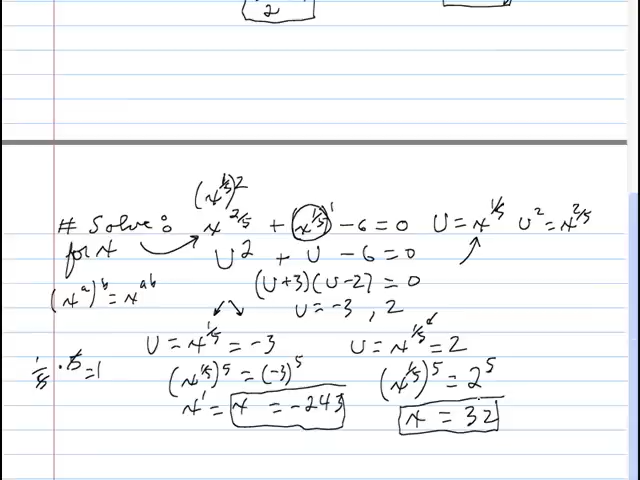 2
(x^{1/5})^2
# Solve: x^{2/5} + (x^{1/5})^1 - 6 = 0 U = x^{1/5} U^2 = x^{2/5}
for x U^2 + U - 6 = 0
(x^a)^b = x^{ab} (U+3)(U-2) = 0
U = -3, 2
U = x^{1/5} = -3 U = x^{1/5} = 2
1/5 · 5 = 1 (x^{1/5})^5 = (-3)^5 (x^{1/5})^5 = 2^5
x^1 = x = -243 x = 32